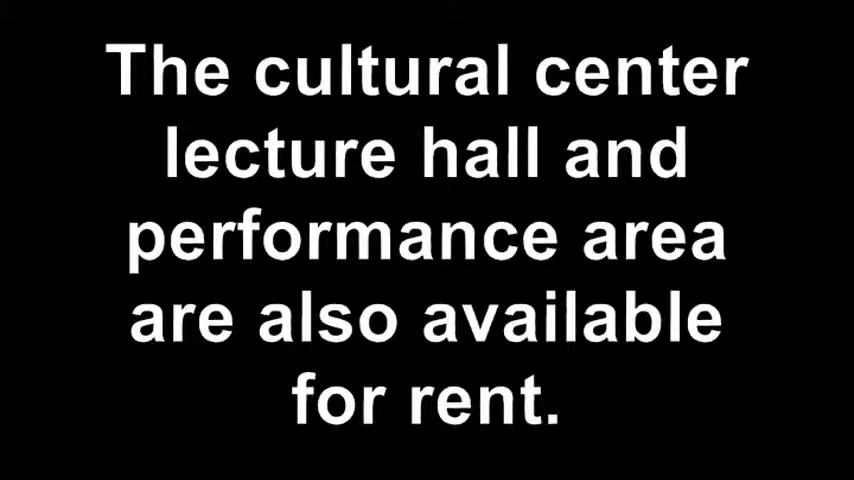 The cultural center
lecture hall and
performance area
are also available
for rent.